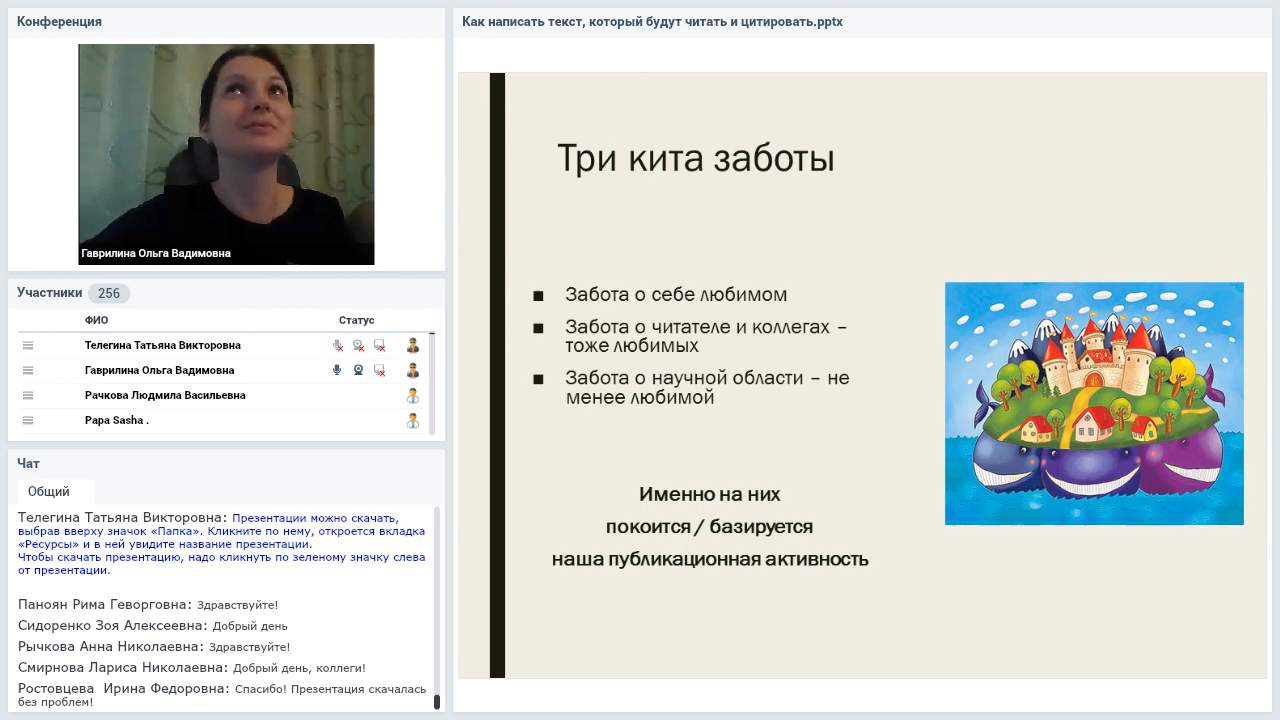 Конференция
Гаврилина Ольга Вадимовна
Участники 256
ФИО Статус
Телегина Татьяна Викторовна
Гаврилина Ольга Вадимовна
Рачкова Людмила Васильевна
Papa Sasha .
Чат
Общий
Телегина Татьяна Викторовна: Презентации можно скачать,
выбрав вверху значок «Папка». Кликните по нему, откроется вкладка
«Ресурсы» и в ней увидите название презентации.
Чтобы скачать презентацию, надо кликнуть по зеленому значку слева
от презентации.
Паноян Рима Геворговна: Здравствуйте!
Сидоренко Зоя Алексеевна: Добрый день
Рычкова Анна Николаевна: Здравствуйте!
Смирнова Лариса Николаевна: Добрый день, коллеги!
Ростовцева Ирина Федоровна: Спасибо! Презентация скачалась
без проблем!
Как написать текст, который будут читать и цитировать.pptx
Три кита заботы
■ Забота о себе любимом
■ Забота о читателе и коллегах –
тоже любимых
■ Забота о научной области – не
менее любимой
Именно на них
покоится / базируется
наша публикационная активность